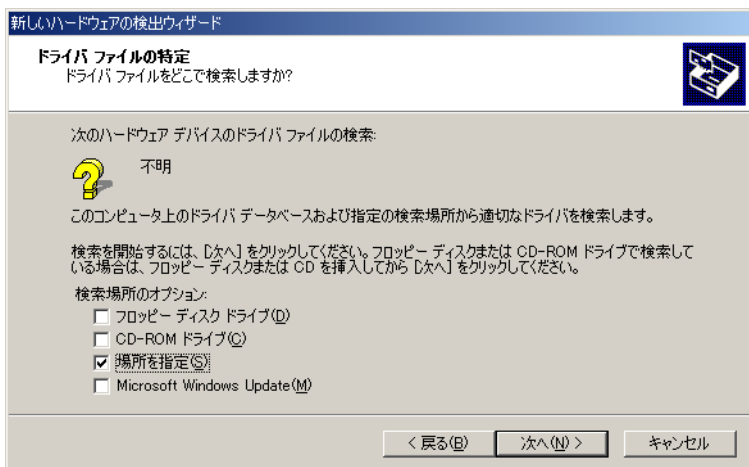 新しいハードウェアの検出ウィザード
ドライバ ファイルの特定
ドライバ ファイルをどこで検索しますか?
次のハードウェア デバイスのドライバ ファイルの検索:
不明
このコンピュータ上のドライバ データベースおよび指定の検索場所から適切なドライバを検索します。
検索を開始するには、[次へ] をクリックしてください。フロッピー ディスクまたは CD-ROM ドライブで検索して
いる場合は、フロッピー ディスクまたは CD を挿入してから [次へ] をクリックしてください。
検索場所のオプション:
フロッピー ディスク ドライブ(D)
CD-ROM ドライブ(C)
場所を指定(S)
Microsoft Windows Update(M)
< 戻る(B) 次へ(N) > キャンセル